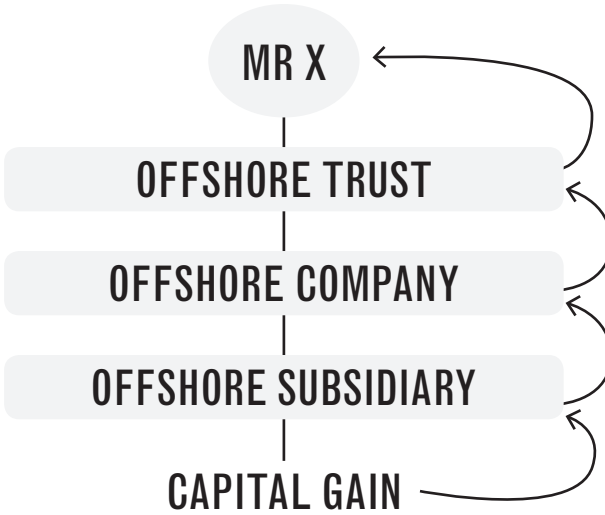 MR X
OFFSHORE TRUST
OFFSHORE COMPANY
OFFSHORE SUBSIDIARY
CAPITAL GAIN